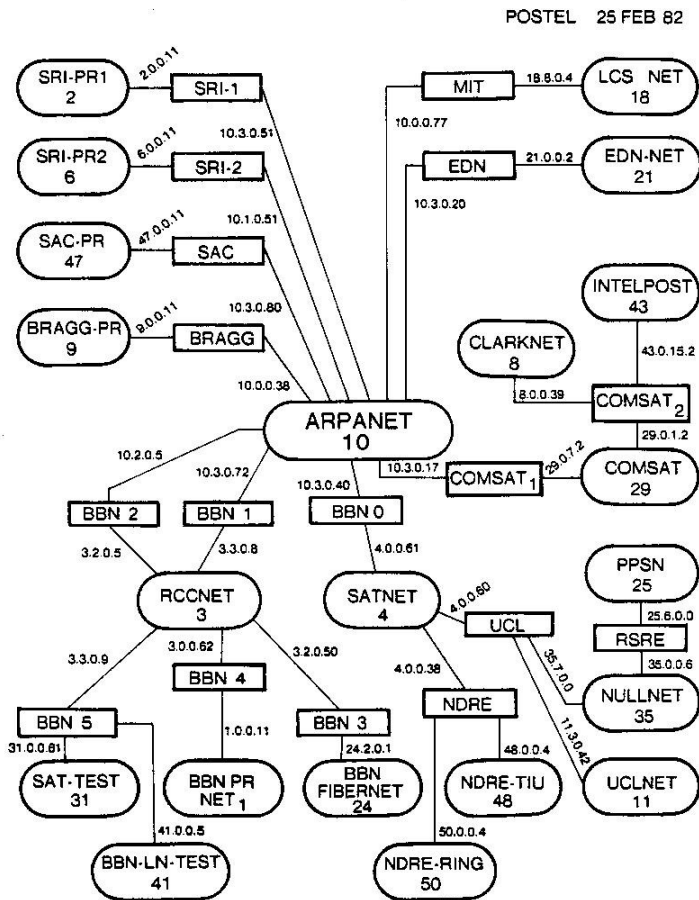 POSTEL 25 FEB 82
SRI-PR1
2
2.0.0.11
SRI-1
10.3.0.51
MIT
18.8.0.4
LCS NET
18
10.0.0.77
SRI-PR2
6
6.0.0.11
SRI-2
10.1.0.51
EDN
21.0.0.2
EDN-NET
21
10.3.0.20
SAC-PR
47
47.0.0.11
SAC
10.3.0.80
INTELPOST
43
43.0.15.2
BRAGG-PR
9
9.0.0.11
BRAGG
10.0.0.38
CLARKNET
8
8.0.0.39
COMSAT 2
29.0.1.2
ARPANET
10
10.3.0.17
COMSAT 1
29.0.7.2
COMSAT
29
10.2.0.5
10.3.0.72
10.3.0.40
BBN 2
BBN 1
BBN 0
3.2.0.5
3.3.0.8
4.0.0.61
PPSN
25
25.6.0.0
RCCNET
3
SATNET
4
4.0.0.60
UCL
RSRE
35.0.0.6
35.7.0.0
11.3.0.42
NULLNET
35
3.3.0.9
3.0.0.62
3.2.0.50
4.0.0.38
BBN 4
NDRE
BBN 5
BBN 3
31.0.0.61
1.0.0.11
24.2.0.1
48.0.0.4
SAT-TEST
31
BBN PR
NET 1
BBN
FIBERNET
24
NDRE-TIU
48
UCLNET
11
41.0.0.5
50.0.0.4
BBN-LN-TEST
41
NDRE-RING
50